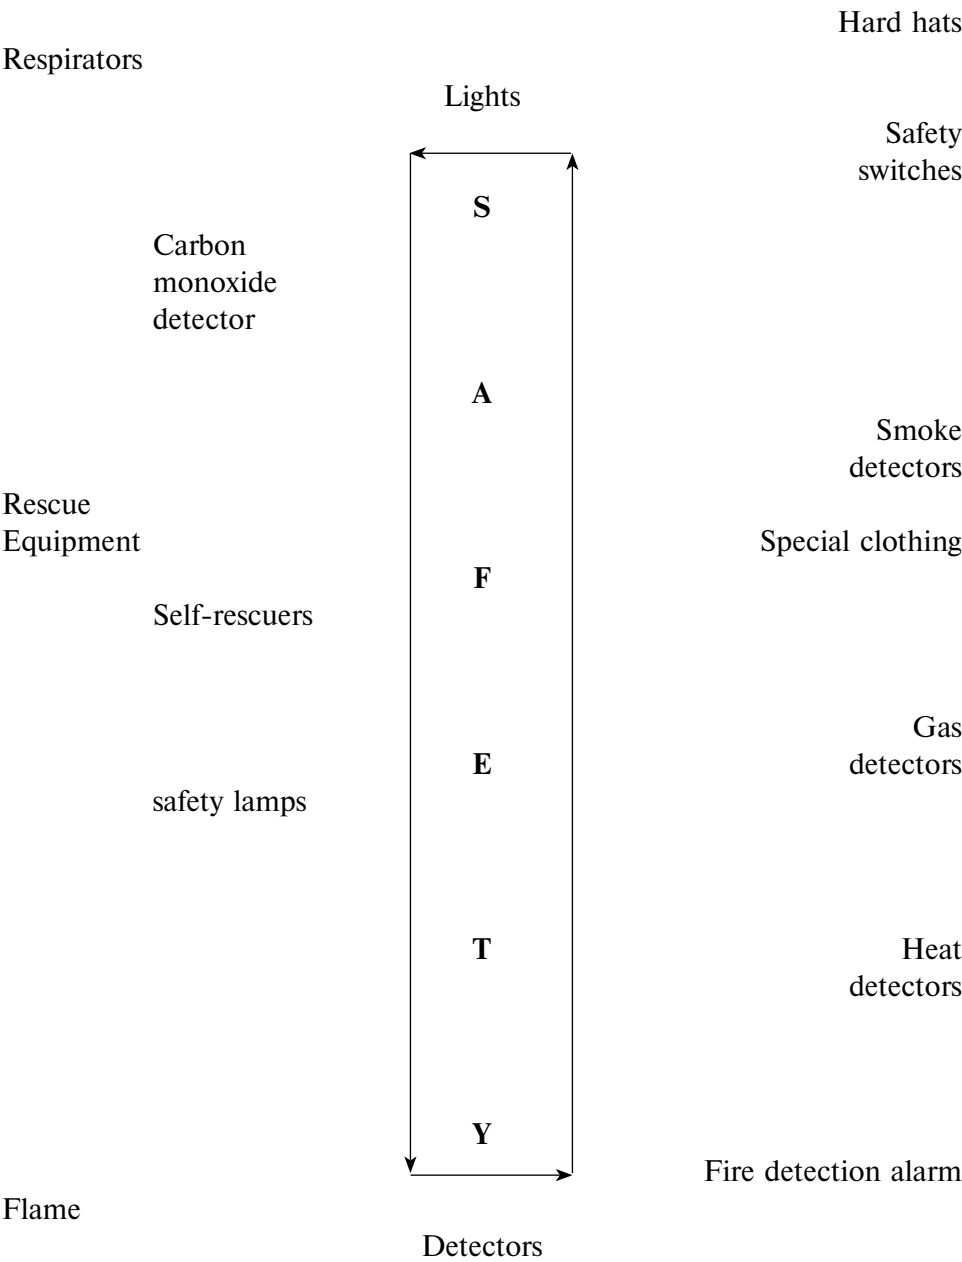 Hard hats
Respirators
Lights
Safety
switches
S
Carbon
monoxide
detector
A
Smoke
detectors
Rescue
Equipment
Special clothing
F
Self-rescuers
Gas
detectors
E
safety lamps
T
Heat
detectors
Y
Fire detection alarm
Flame
Detectors